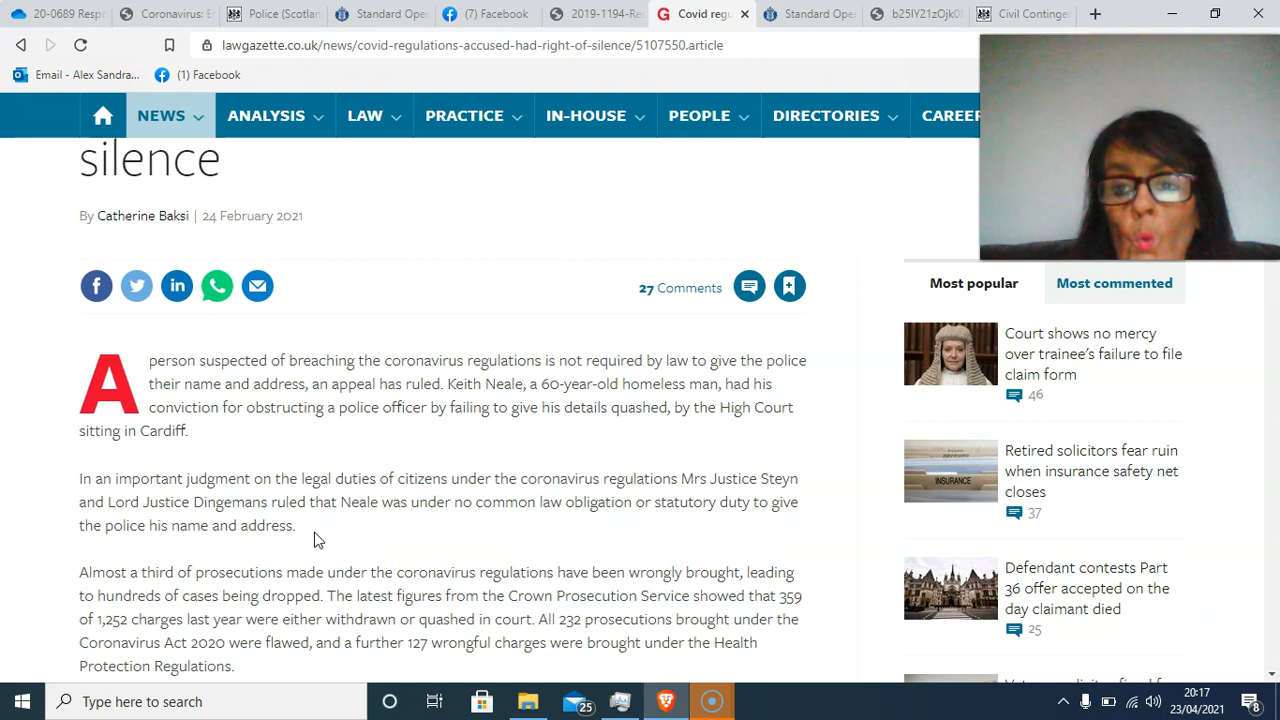 20-0689 Resp
Coronavirus: E
Police (Scotlan
Standard Oper
(7) Facebook
2019-1194-Re
Covid regu
Standard Oper
b25lY21zOjk0N
Civil Continge
lawgazette.co.uk/news/covid-regulations-accused-had-right-of-silence/5107550.article
Email - Alex Sandra...
(1) Facebook
NEWS
ANALYSIS
LAW
PRACTICE
IN-HOUSE
PEOPLE
DIRECTORIES
CAREER
silence
By Catherine Baksi | 24 February 2021
27 Comments
A person suspected of breaching the coronavirus regulations is not required by law to give the police
their name and address, an appeal has ruled. Keith Neale, a 60-year-old homeless man, had his
conviction for obstructing a police officer by failing to give his details quashed, by the High Court
sitting in Cardiff.
In an important judgment on the legal duties of citizens under the coronavirus regulations Mrs Justice Steyn
and Lord Justice Dingemans ruled that Neale was under no common law obligation or statutory duty to give
the police his name and address.
Almost a third of prosecutions made under the coronavirus regulations have been wrongly brought, leading
to hundreds of cases being dropped. The latest figures from the Crown Prosecution Service showed that 359
of 1,252 charges last year were either withdrawn or quashed in court. All 232 prosecutions brought under the
Coronavirus Act 2020 were flawed, and a further 127 wrongful charges were brought under the Health
Protection Regulations.
Most popular
Most commented
Court shows no mercy
over trainee's failure to file
claim form
46
INSURANCE
Retired solicitors fear ruin
when insurance safety net
closes
37
Defendant contests Part
36 offer accepted on the
day claimant died
25
Type here to search
25
20:17
23/04/2021
8